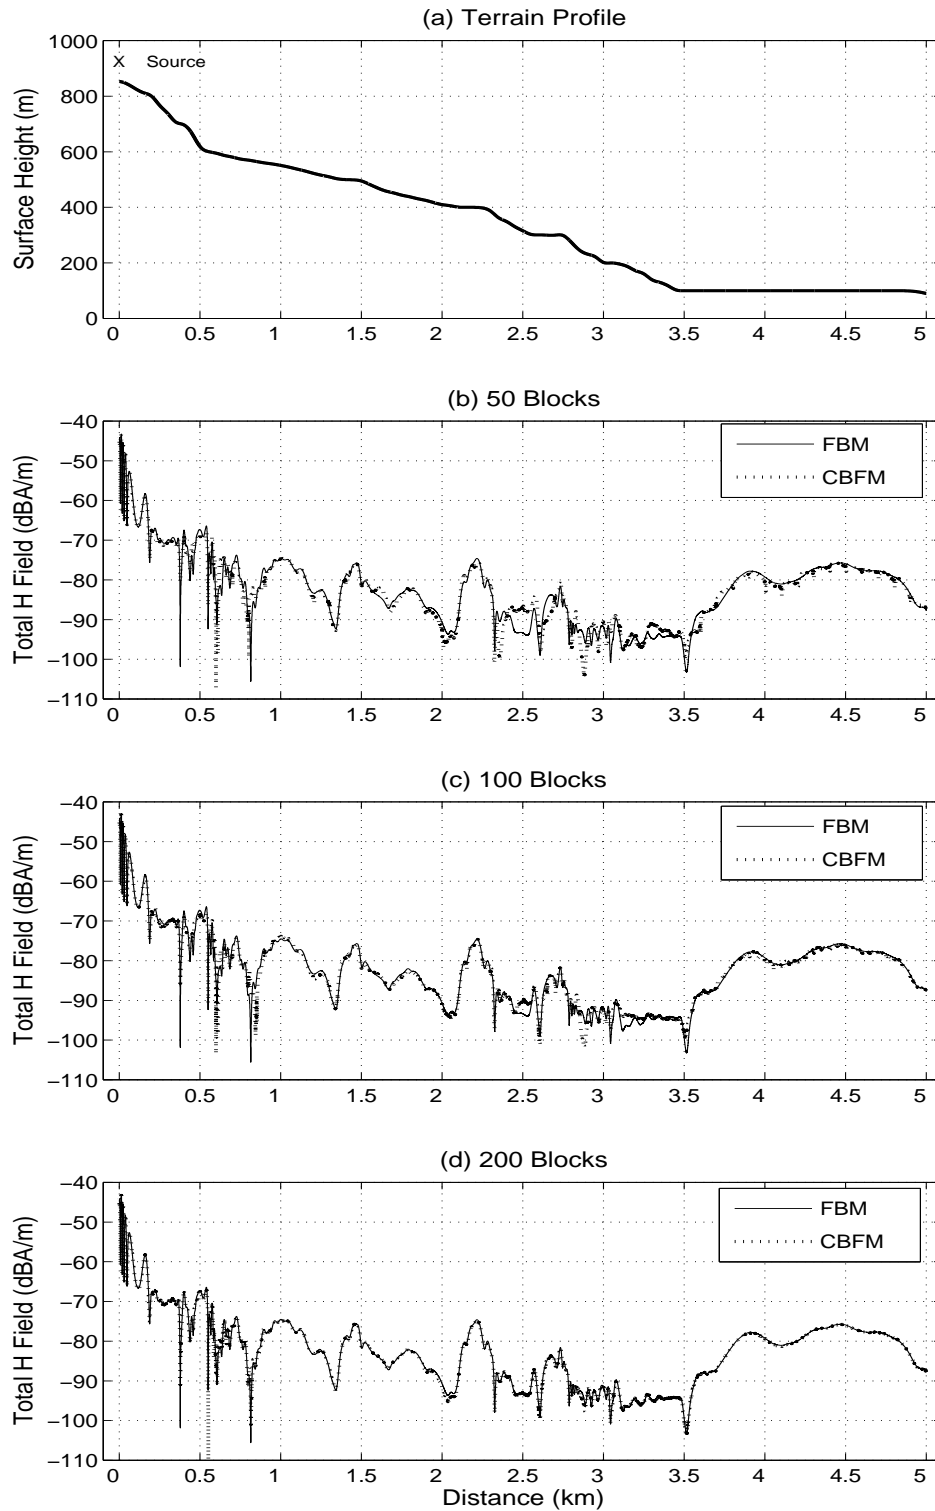 (a) Terrain Profile
1000
800
600
400
200
0
Surface Height (m)
X Source
0 0.5 1 1.5 2 2.5 3 3.5 4 4.5 5
(b) 50 Blocks
−40
−50
−60
−70
−80
−90
−100
−110
Total H Field (dBA/m)
FBM
CBFM
0 0.5 1 1.5 2 2.5 3 3.5 4 4.5 5
(c) 100 Blocks
−40
−50
−60
−70
−80
−90
−100
−110
Total H Field (dBA/m)
FBM
CBFM
0 0.5 1 1.5 2 2.5 3 3.5 4 4.5 5
(d) 200 Blocks
−40
−50
−60
−70
−80
−90
−100
−110
Total H Field (dBA/m)
FBM
CBFM
0 0.5 1 1.5 2 2.5 3 3.5 4 4.5 5
Distance (km)